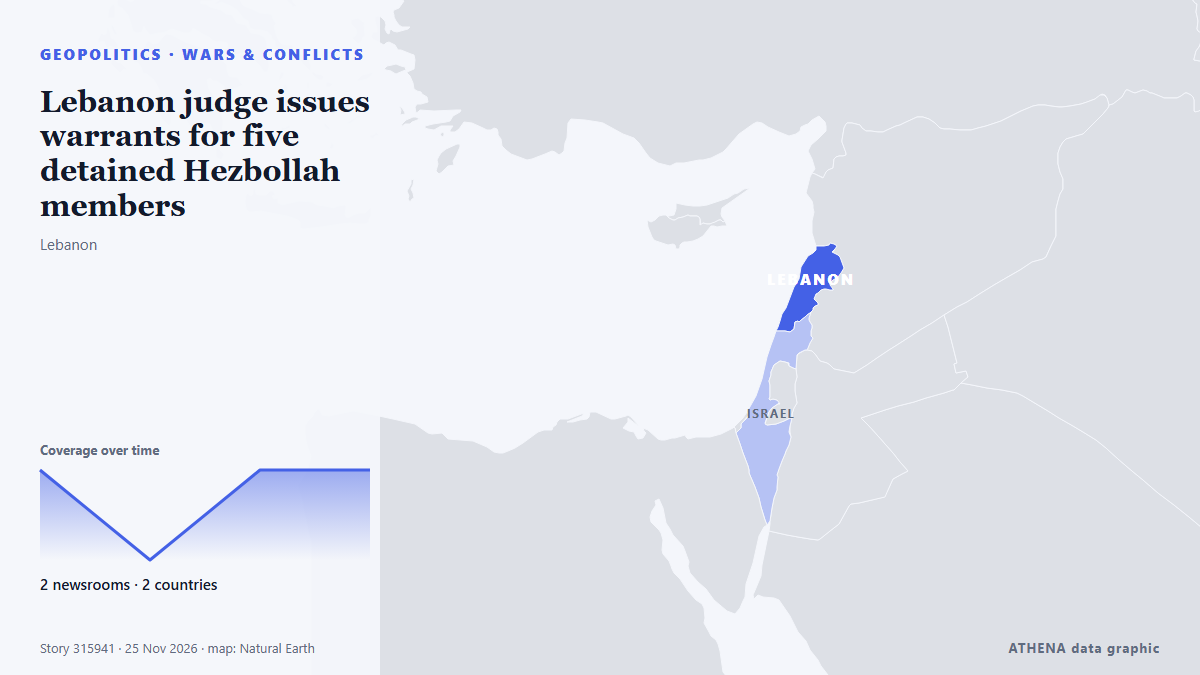 GEOPOLITICS · WARS & CONFLICTS
Lebanon judge issues
warrants for five
detained Hezbollah
members
Lebanon
LEBANON
ISRAEL
Coverage over time
2 newsrooms · 2 countries
Story 315941 · 25 Nov 2026 · map: Natural Earth
ATHENA data graphic